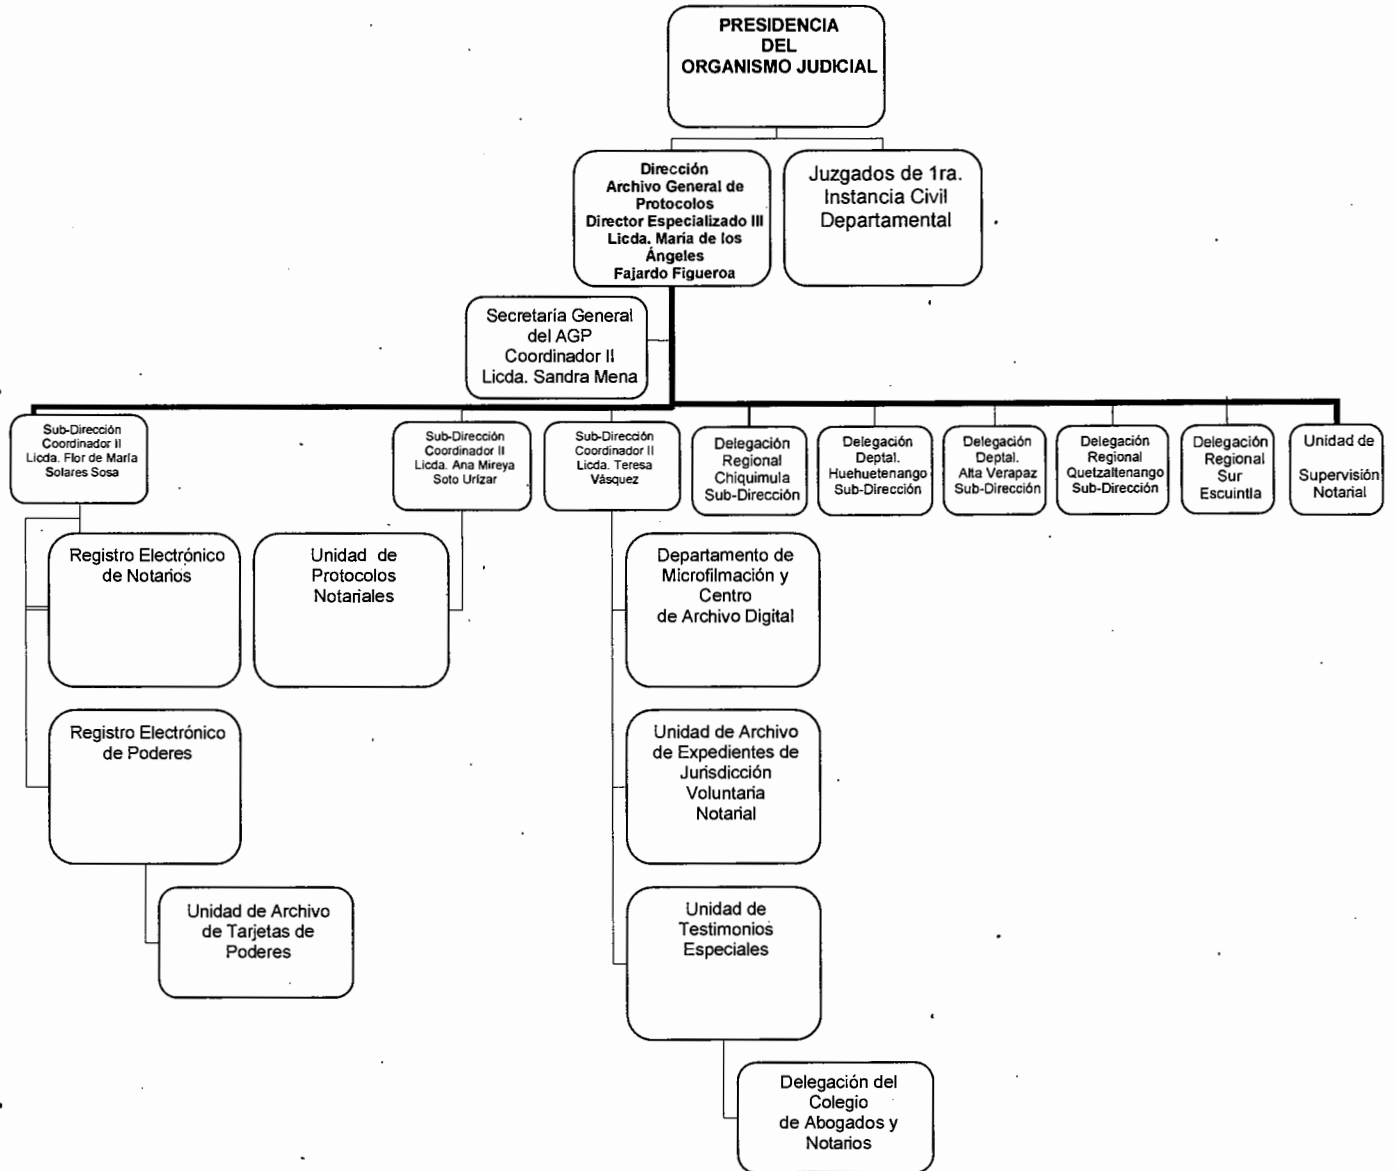 PRESIDENCIA
DEL
ORGANISMO JUDICIAL
Dirección
Archivo General de
Protocolos
Director Especializado III
Licda. María de los
Ángeles
Fajardo Figueroa
Juzgados de 1ra.
Instancia Civil
Departamental
Secretaría General
del AGP
Coordinador II
Licda. Sandra Mena
Sub-Dirección
Coordinador II
Licda. Flor de María
Solares Sosa
Sub-Dirección
Coordinador II
Licda. Ana Mireya
Soto Urízar
Sub-Dirección
Coordinador II
Licda. Teresa
Vásquez
Delegación
Regional
Chiquimula
Sub-Dirección
Delegación
Deptal.
Huehuetenango
Sub-Dirección
Delegación
Deptal.
Alta Verapaz
Sub-Dirección
Delegación
Regional
Quetzaltenango
Sub-Dirección
Delegación
Regional
Sur
Escuintla
Unidad de
Supervisión
Notarial
Registro Electrónico
de Notarios
Unidad de
Protocolos
Notariales
Departamento de
Microfilmación y
Centro
de Archivo Digital
Registro Electrónico
de Poderes
Unidad de Archivo
de Expedientes de
Jurisdicción
Voluntaria
Notarial
Unidad de Archivo
de Tarjetas de
Poderes
Unidad de
Testimonios
Especiales
Delegación del
Colegio
de Abogados y
Notarios